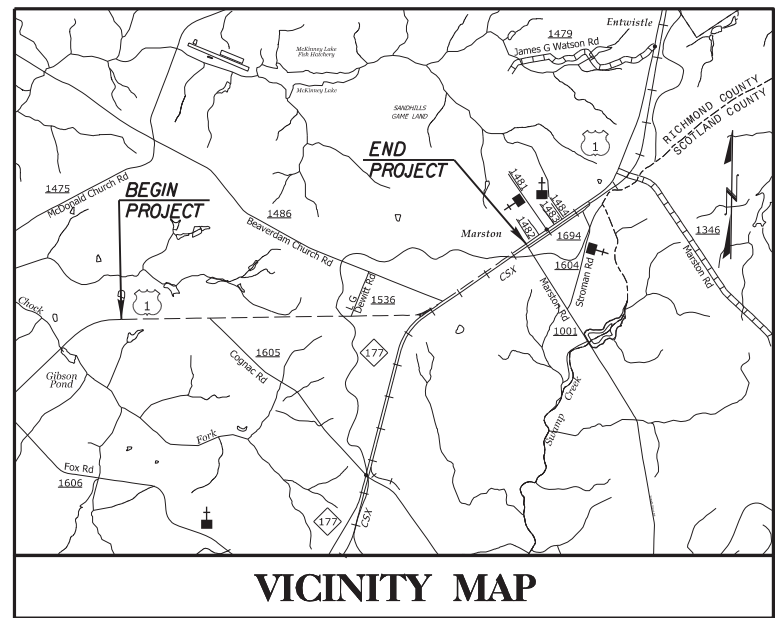 Entwistle
1479
James G Watson Rd
McKinney Lake
Fish Hatchery
McKinney Lake
SANDHILLS
GAME LAND
1
RICHMOND COUNTY
SCOTLAND COUNTY
END
PROJECT
1481
1484
1483
1482
1475
McDonald Church Rd
BEGIN
PROJECT
1486
Beaverdam Church Rd
Marston
1694
1346
Marston Rd
N
1604
Stroman Rd
CSX
Marston Rd
L G
Dewitt Rd
1536
1
Chock
1001
177
1605
Cognac Rd
Gibson
Pond
Swamp Creek
Fork
Fox Rd
1606
177
CSX
VICINITY MAP